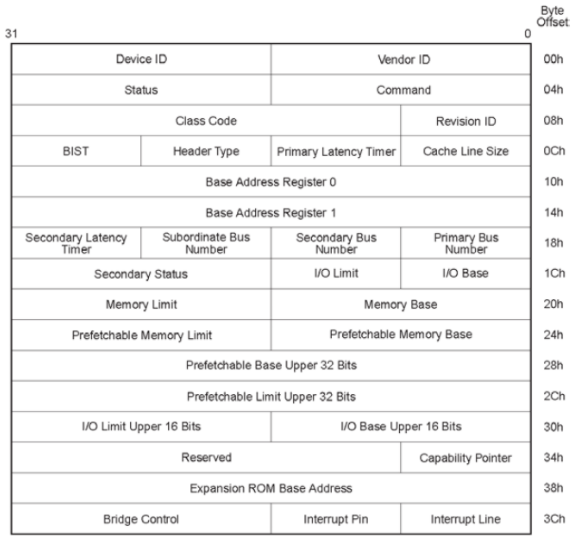 Byte
Offset
31 0
Device ID Vendor ID 00h
Status Command 04h
Class Code Revision ID 08h
BIST Header Type Primary Latency Timer Cache Line Size 0Ch
Base Address Register 0 10h
Base Address Register 1 14h
Secondary Latency Timer Subordinate Bus Number Secondary Bus Number Primary Bus Number 18h
Secondary Status I/O Limit I/O Base 1Ch
Memory Limit Memory Base 20h
Prefetchable Memory Limit Prefetchable Memory Base 24h
Prefetchable Base Upper 32 Bits 28h
Prefetchable Limit Upper 32 Bits 2Ch
I/O Limit Upper 16 Bits I/O Base Upper 16 Bits 30h
Reserved Capability Pointer 34h
Expansion ROM Base Address 38h
Bridge Control Interrupt Pin Interrupt Line 3Ch